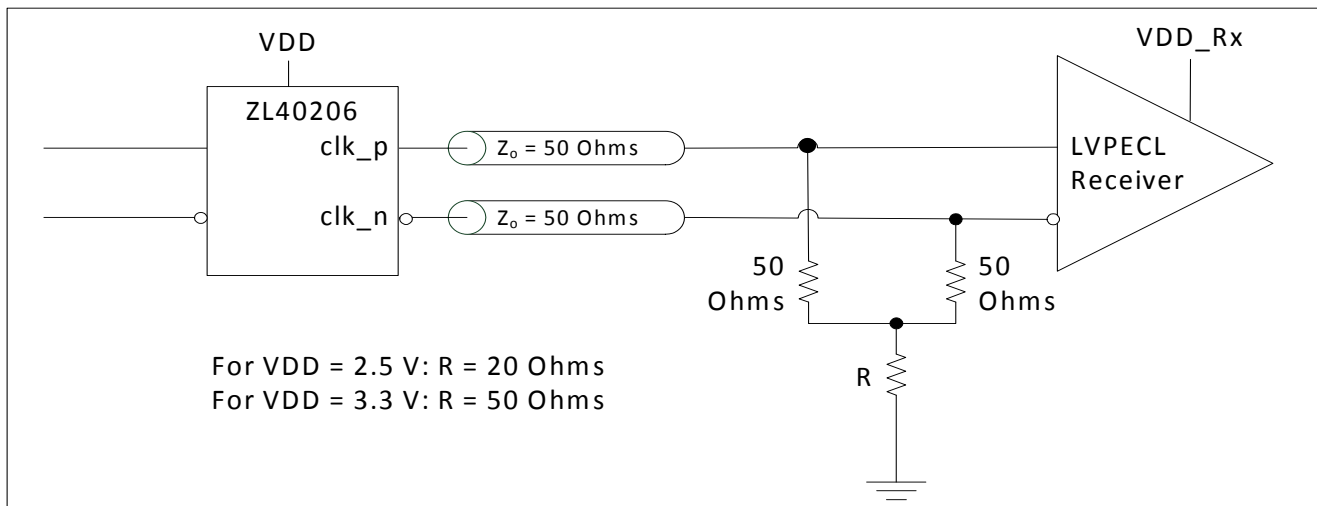 VDD
VDD_Rx
ZL40206
clk_p
Zo = 50 Ohms
LVPECL
Receiver
clk_n
Zo = 50 Ohms
50
Ohms
50
Ohms
For VDD = 2.5 V: R = 20 Ohms
For VDD = 3.3 V: R = 50 Ohms
R